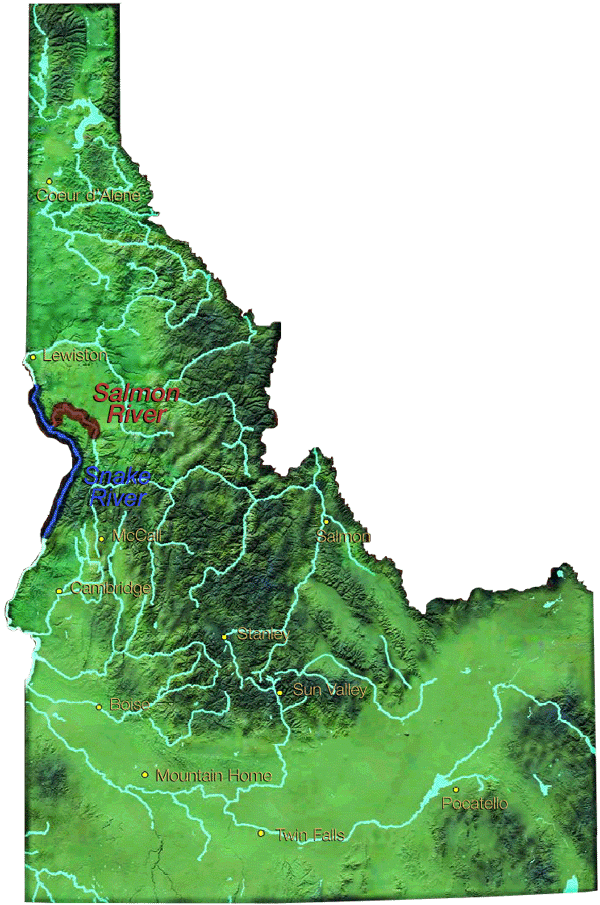 Coeur d'Alene
Lewiston
Salmon
River
Snake
River
Salmon
McCall
Cambridge
Stanley
Sun Valley
Boise
Mountain Home
Pocatello
Twin Falls